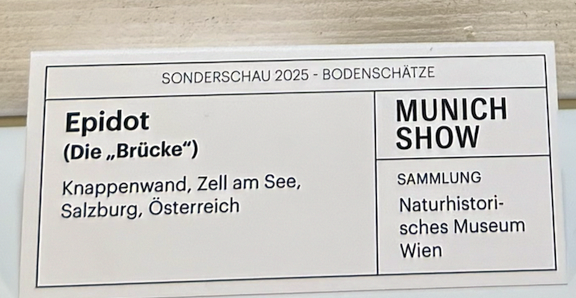 SONDERSCHAU 2025 - BODENSCHÄTZE
Epidot
(Die „Brücke“)
Knappenwand, Zell am See,
Salzburg, Österreich
MUNICH
SHOW
SAMMLUNG
Naturhistori-
sches Museum
Wien